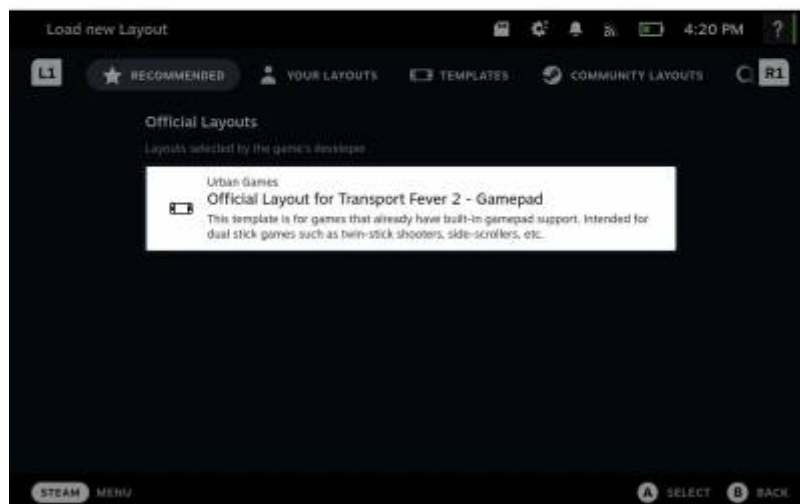 Load new Layout
4:20 PM
?
L1
RECOMMENDED
YOUR LAYOUTS
TEMPLATES
COMMUNITY LAYOUTS
R1
Official Layouts
Layouts selected by the game's developer
Urban Games
Official Layout for Transport Fever 2 - Gamepad
This template is for games that already have built-in gamepad support. Intended for
dual stick games such as twin-stick shooters, side-scrollers, etc.
STEAM MENU
A SELECT B BACK